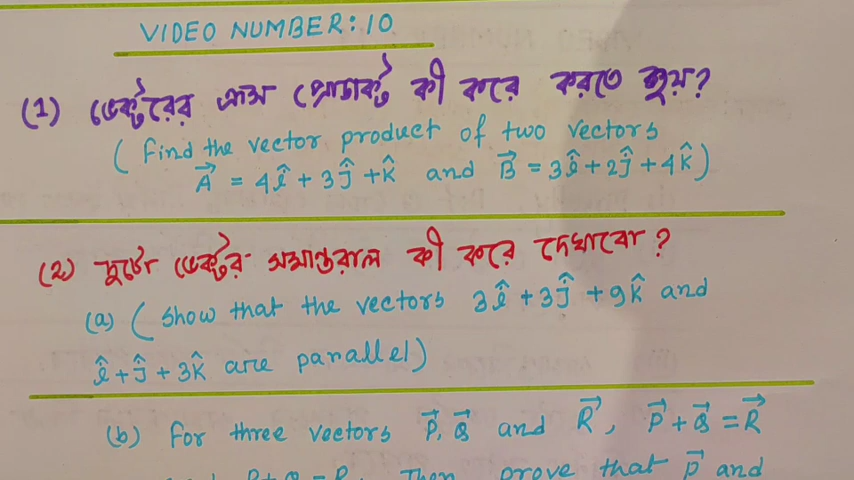 VIDEO NUMBER: 10
(1) ভেক্টরের ক্রস প্রোডাক্ট কী করে করতে হয়?
(Find the vector product of two vectors
A⃗ = 4î + 3ĵ + k̂ and B⃗ = 3î + 2ĵ + 4k̂)
(২) দুটো ভেক্টর সমান্তরাল কী করে দেখাবো?
(a) (Show that the vectors 3î + 3ĵ + 9k̂ and
î + ĵ + 3k̂ are parallel)
(b) For three vectors P⃗, Q⃗ and R⃗, P⃗ + Q⃗ = R⃗
P + Q = R, Then prove that P⃗ and